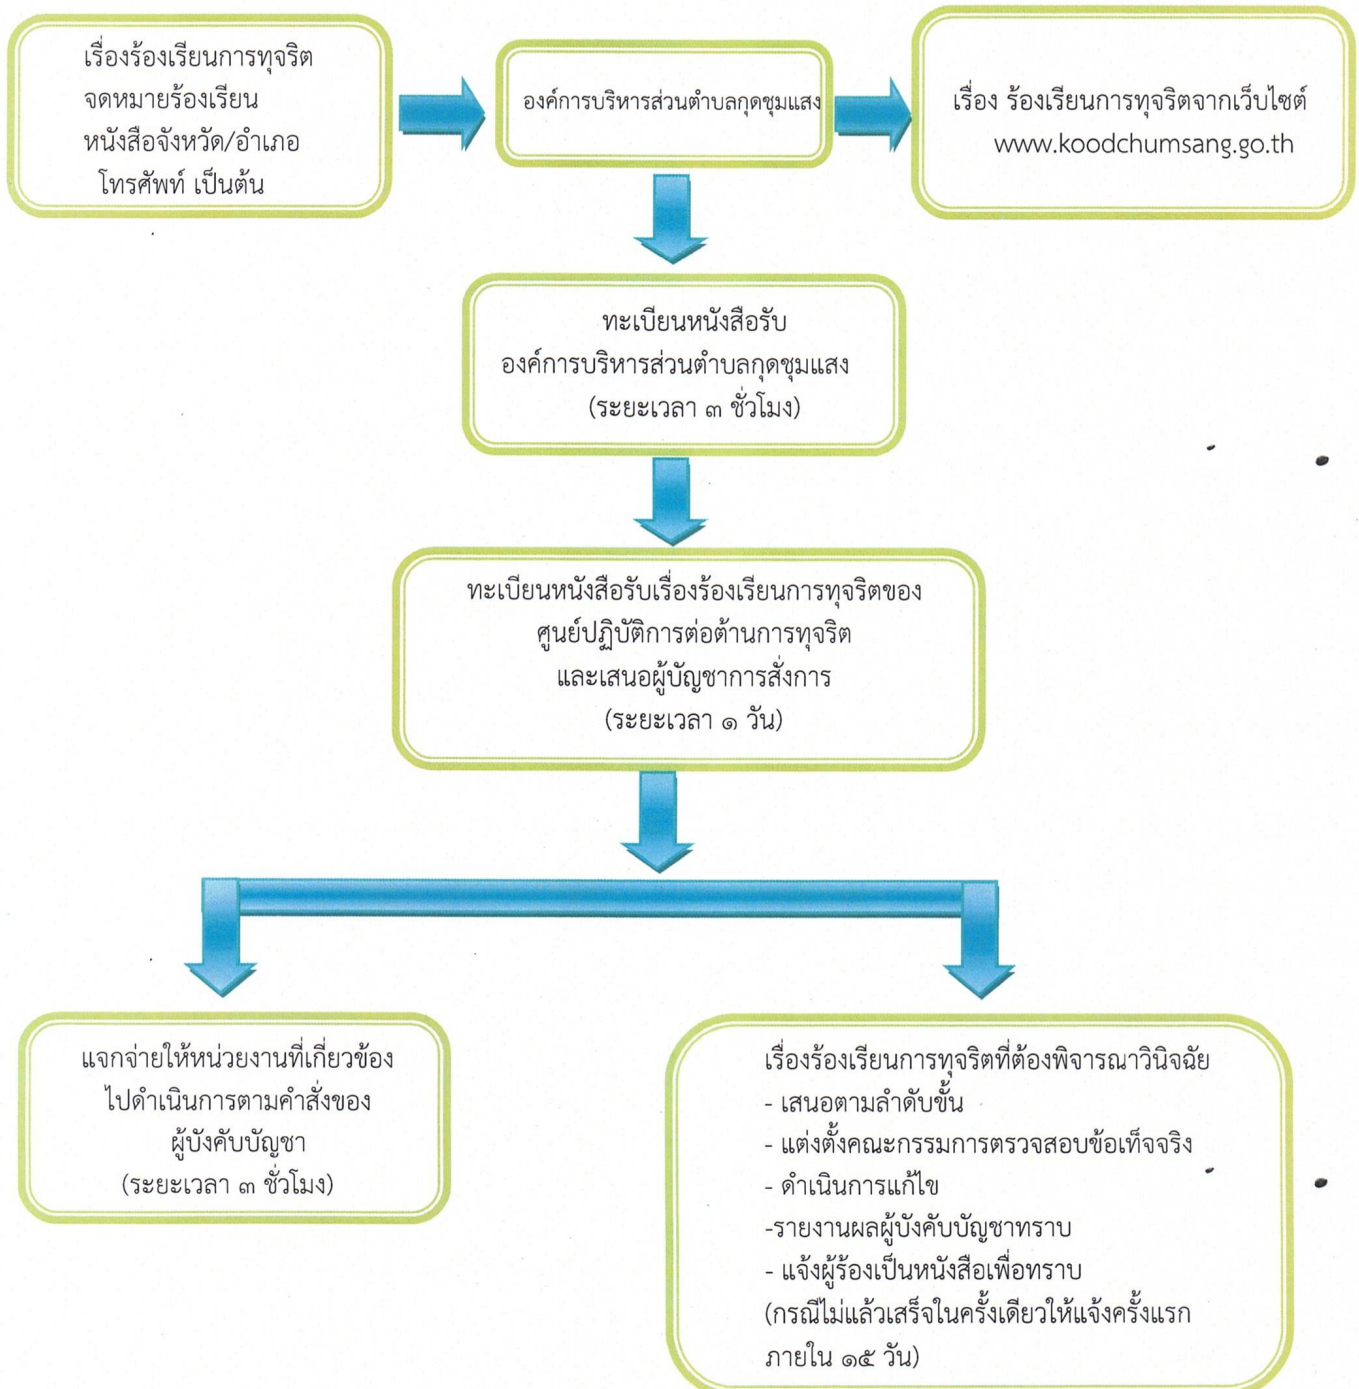 เรื่องร้องเรียนการทุจริต
จดหมายร้องเรียน
หนังสือจังหวัด/อำเภอ
โทรศัพท์ เป็นต้น
องค์การบริหารส่วนตำบลกุดชุมแสง
เรื่อง ร้องเรียนการทุจริตจากเว็บไซต์
www.koodchumsang.go.th
ทะเบียนหนังสือรับ
องค์การบริหารส่วนตำบลกุดชุมแสง
(ระยะเวลา ๓ ชั่วโมง)
ทะเบียนหนังสือรับเรื่องร้องเรียนการทุจริตของ
ศูนย์ปฏิบัติการต่อต้านการทุจริต
และเสนอผู้บัญชาการสั่งการ
(ระยะเวลา ๑ วัน)
แจกจ่ายให้หน่วยงานที่เกี่ยวข้อง
ไปดำเนินการตามคำสั่งของ
ผู้บังคับบัญชา
(ระยะเวลา ๓ ชั่วโมง)
เรื่องร้องเรียนการทุจริตที่ต้องพิจารณาวินิจฉัย
- เสนอตามลำดับขั้น
- แต่งตั้งคณะกรรมการตรวจสอบข้อเท็จจริง
- ดำเนินการแก้ไข
-รายงานผลผู้บังคับบัญชาทราบ
- แจ้งผู้ร้องเป็นหนังสือเพื่อทราบ
(กรณีไม่แล้วเสร็จในครั้งเดียวให้แจ้งครั้งแรก
ภายใน ๑๕ วัน)